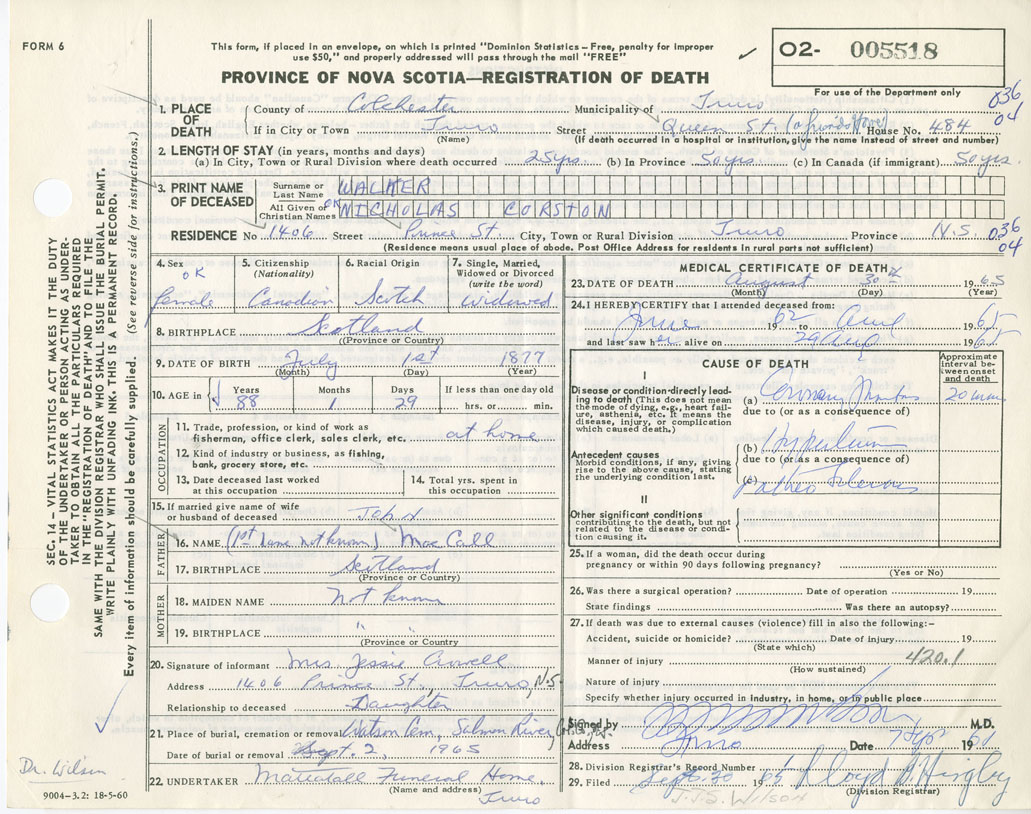 FORM 6
This form, if placed in an envelope, on which is printed "Dominion Statistics – Free, penalty for improper
use $50," and properly addressed will pass through the mail "FREE"
PROVINCE OF NOVA SCOTIA—REGISTRATION OF DEATH
O2- 005518
For use of the Department only
036
04
1. PLACE OF DEATH
County of Colchester Municipality of Truro
If in City or Town Truro Street Queen St. House No. 484
(Name) (If death occurred in a hospital or institution, give the name instead of street and number)
2. LENGTH OF STAY (in years, months and days)
(a) In City, Town or Rural Division where death occurred 25 yrs. (b) In Province 50 yrs. (c) In Canada (if immigrant) 50 yrs.
3. PRINT NAME OF DECEASED
Surname or Last Name WALKER
All Given or Christian Names OK NICHOLAS CORSTON
RESIDENCE No. 1406 Street Prince St. City, Town or Rural Division Truro Province N.S. 036
04
(Residence means usual place of abode. Post Office Address for residents in rural parts not sufficient)
4. Sex OK female
5. Citizenship (Nationality) Canadian
6. Racial Origin Scotch
7. Single, Married, Widowed or Divorced (write the word) Widowed
8. BIRTHPLACE Scotland
(Province or Country)
9. DATE OF BIRTH July 1st 1877
(Month) (Day) (Year)
10. AGE in Years 88 Months 1 Days 29 If less than one day old hrs. or min.
OCCUPATION
11. Trade, profession, or kind of work as fisherman, office clerk, sales clerk, etc. at home
12. Kind of industry or business, as fishing, bank, grocery store, etc.
13. Date deceased last worked at this occupation
14. Total yrs. spent in this occupation
15. If married give name of wife or husband of deceased John
FATHER
16. NAME (1st name not known) MacCall
17. BIRTHPLACE Scotland
(Province or Country)
MOTHER
18. MAIDEN NAME Not known
19. BIRTHPLACE " "
(Province or Country)
20. Signature of informant Mrs. Jessie
Address 1406 Prince St, Truro, N.S.
Relationship to deceased Daughter
21. Place of burial, cremation or removal Watson Cem, Salmon River,
Date of burial or removal Sept. 2, 1965
22. UNDERTAKER Mattatall Funeral Home
(Name and address) Truro
MEDICAL CERTIFICATE OF DEATH
23. DATE OF DEATH August 30th 1965
(Month) (Day) (Year)
24. I HEREBY CERTIFY that I attended deceased from:
June 1962 to Aug 1965
and last saw her alive on 29 Aug 1965
CAUSE OF DEATH
Approximate interval between onset and death
I
Disease or condition directly leading to death (This does not mean the mode of dying, e.g., heart failure, asthenia, etc. It means the disease, injury, or complication which caused death.)
(a) Coronary 20 min
due to (or as a consequence of)
Antecedent causes
Morbid conditions, if any, giving rise to the above cause, stating the underlying condition last.
(b)
due to (or as a consequence of)
(c)
II
Other significant conditions contributing to the death, but not related to the disease or condition causing it.
25. If a woman, did the death occur during pregnancy or within 90 days following pregnancy?
(Yes or No)
26. Was there a surgical operation? Date of operation 19
State findings Was there an autopsy?
27. If death was due to external causes (violence) fill in also the following:–
Accident, suicide or homicide? Date of injury 19
(State which)
Manner of injury 420.1
(How sustained)
Nature of injury
Specify whether injury occurred in industry, in home, or in public place
Signed by M.D.
Address Truro Date 7 Sept 19
28. Division Registrar's Record Number
29. Filed Sept. 30 1965 Lloyd
(Division Registrar)
J.J.S. Wilson
SEC. 14 – VITAL STATISTICS ACT MAKES IT THE DUTY
OF THE UNDERTAKER OR PERSON ACTING AS UNDER-
TAKER TO OBTAIN ALL THE PARTICULARS REQUIRED
IN THE "REGISTRATION OF DEATH" AND TO FILE THE
SAME WITH THE DIVISION REGISTRAR WHO SHALL ISSUE THE BURIAL PERMIT.
WRITE PLAINLY WITH UNFADING INK. THIS IS A PERMANENT RECORD.
Every item of information should be carefully supplied. (See reverse side for instructions.)
Dr. Wilson
9004-3.2: 18-5-60